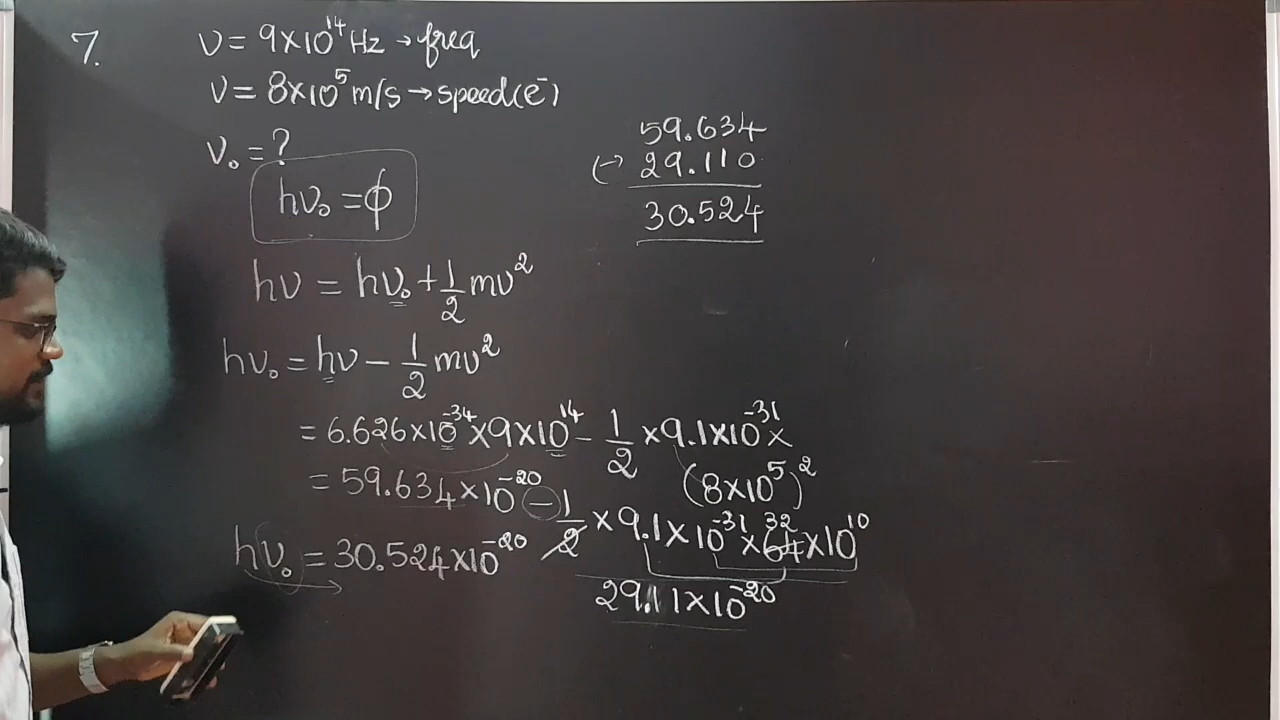 7. ν = 9×10¹⁴Hz → freq
v = 8×10⁵ m/s → speed(e⁻)
ν₀ = ?
hν₀ = ϕ
59.634
(-) 29.110
30.524
hν = hν₀ + 1/2 mv²
hν₀ = hν − 1/2 mv²
= 6.626×10⁻³⁴ × 9×10¹⁴ − 1/2 × 9.1×10⁻³¹ ×
(8×10⁵)²
= 59.634×10⁻²⁰ − 1/2 × 9.1×10⁻³¹ × 64 32 ×10¹⁰
hν₀ = 30.524×10⁻²⁰
29.11×10⁻²⁰